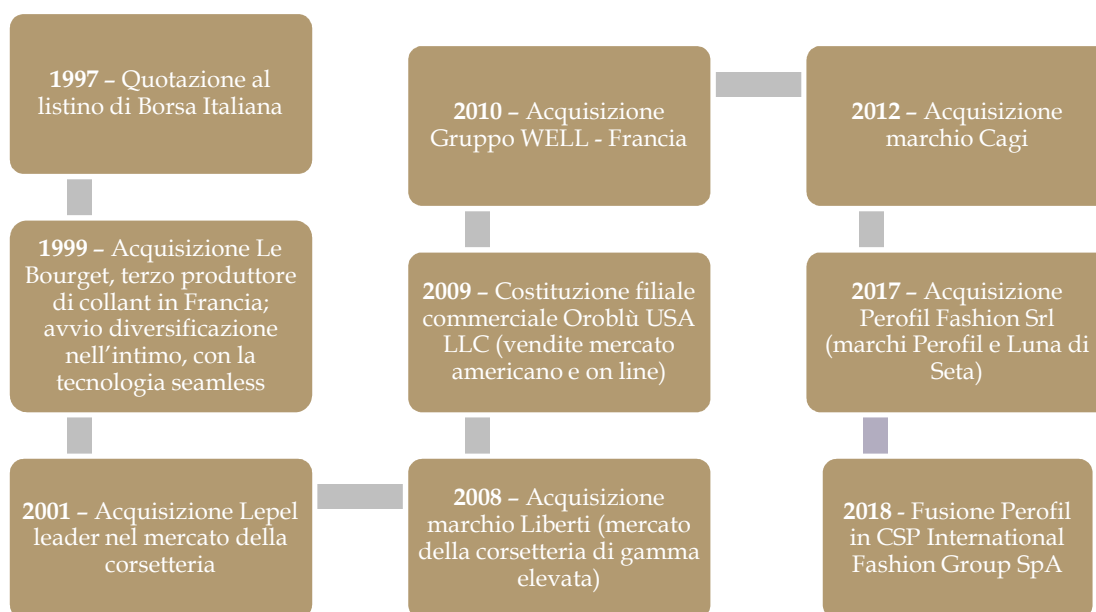 1997 – Quotazione al
listino di Borsa Italiana
1999 – Acquisizione Le
Bourget, terzo produttore
di collant in Francia;
avvio diversificazione
nell'intimo, con la
tecnologia seamless
2001 – Acquisizione Lepel
leader nel mercato della
corsetteria
2008 – Acquisizione
marchio Liberti (mercato
della corsetteria di gamma
elevata)
2009 – Costituzione filiale
commerciale Oroblù USA
LLC (vendite mercato
americano e on line)
2010 – Acquisizione
Gruppo WELL - Francia
2012 – Acquisizione
marchio Cagi
2017 – Acquisizione
Perofil Fashion Srl
(marchi Perofil e Luna di
Seta)
2018 - Fusione Perofil
in CSP International
Fashion Group SpA